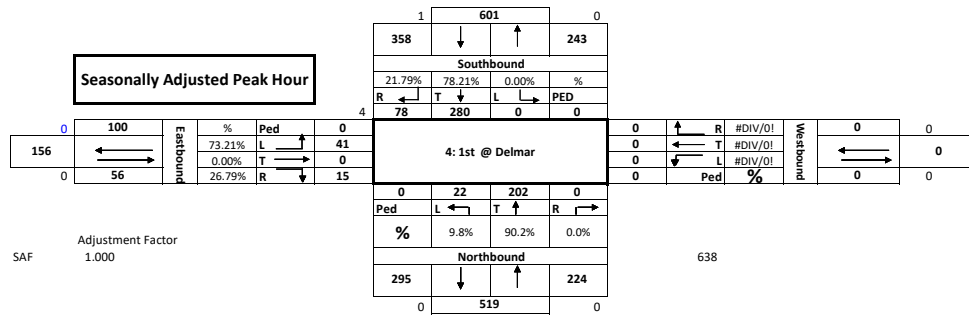 1 601 0
358 243
Southbound
Seasonally Adjusted Peak Hour
21.79% 78.21% 0.00% %
R T L PED
4 78 280 0 0
0 100 Eastbound % Ped 0 4: 1st @ Delmar 0 R #DIV/0! Westbound 0 0
156 73.21% L 41 0 T #DIV/0! 0
0.00% T 0 0 L #DIV/0!
0 56 26.79% R 15 0 Ped % 0 0
0 22 202 0
Ped L T R
% 9.8% 90.2% 0.0%
Adjustment Factor
SAF 1.000 Northbound 638
295 224
0 519 0